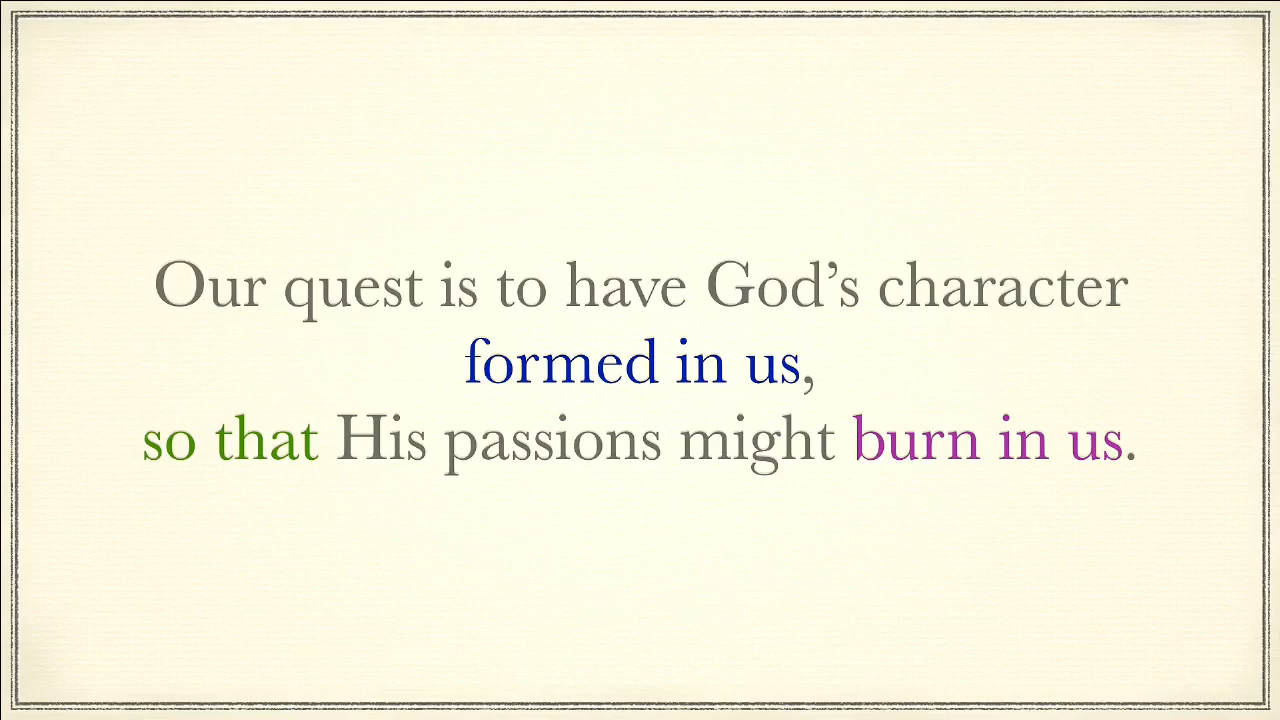 Our quest is to have God’s character
formed in us,
so that His passions might burn in us.